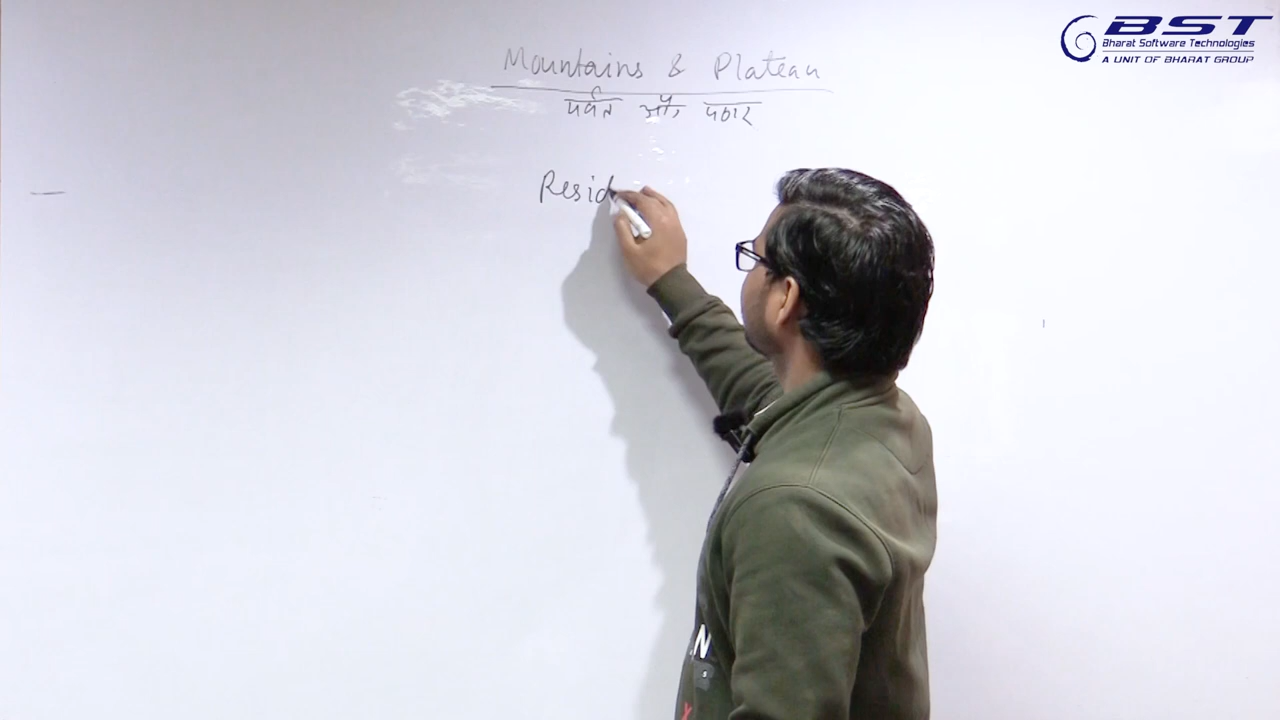 BST
Bharat Software Technologies
A UNIT OF BHARAT GROUP
Mountains & Plateau
पर्वत और पठार
Resid
N